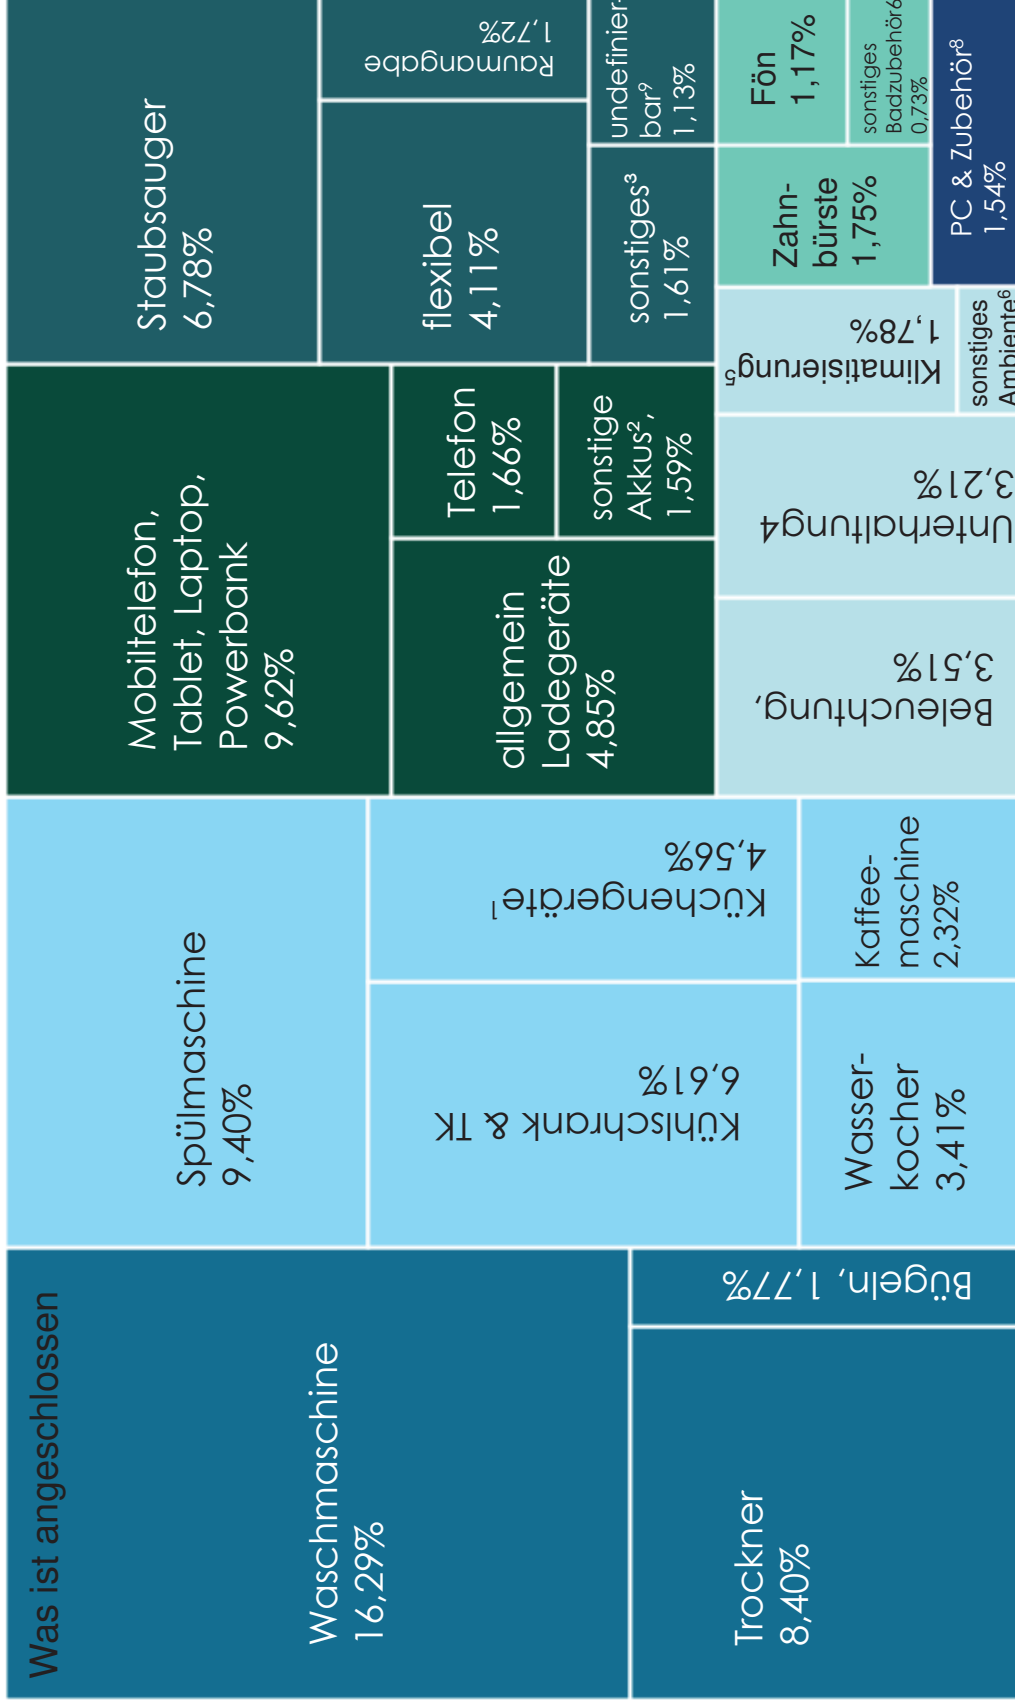 Was ist angeschlossen
Waschmaschine
16,29%
Trockner
8,40%
Bügeln, 1,77%
Spülmaschine
9,40%
Kühlschrank & TK
6,61%
Küchengeräte¹
4,56%
Wasser-
kocher
3,41%
Kaffee-
maschine
2,32%
Mobiltelefon,
Tablet, Laptop,
Powerbank
9,62%
allgemein
Ladegeräte
4,85%
Telefon
1,66%
sonstige
Akkus²,
1,59%
Staubsauger
6,78%
flexibel
4,11%
Raumangabe
1,72%
sonstiges³
1,61%
undefinier-
bar⁹
1,13%
Beleuchtung,
3,51%
Unterhaltung4
3,21%
Klimatisierung⁵
1,78%
sonstiges
Ambiente⁶
Zahn-
bürste
1,75%
Fön
1,17%
sonstiges
Badzubehör6
0,73%
PC & Zubehör⁸
1,54%